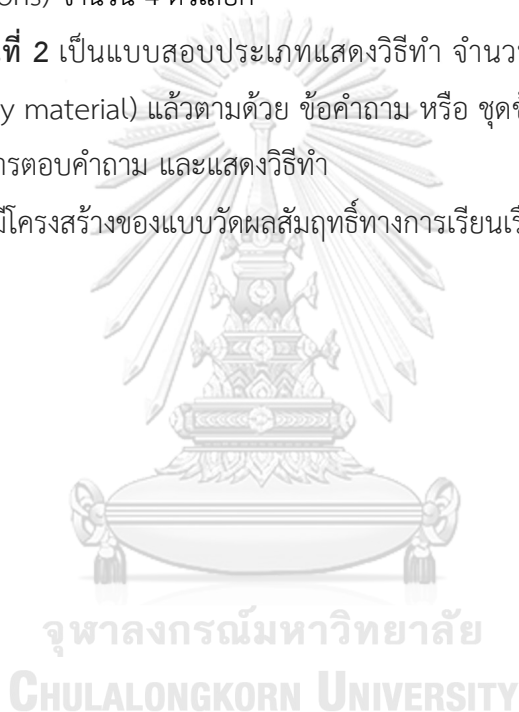 ons) จำนวน 4 ตัวเลือก
ที่ 2 เป็นแบบสอบประเภทแสดงวิธีทำ จำนวน
y material) แล้วตามด้วย ข้อคำถาม หรือ ชุดข้
ารตอบคำถาม และแสดงวิธีทำ
มีโครงสร้างของแบบวัดผลสัมฤทธิ์ทางการเรียนเรื
จุฬาลงกรณ์มหาวิทยาลัย
CHULALONGKORN UNIVERSITY